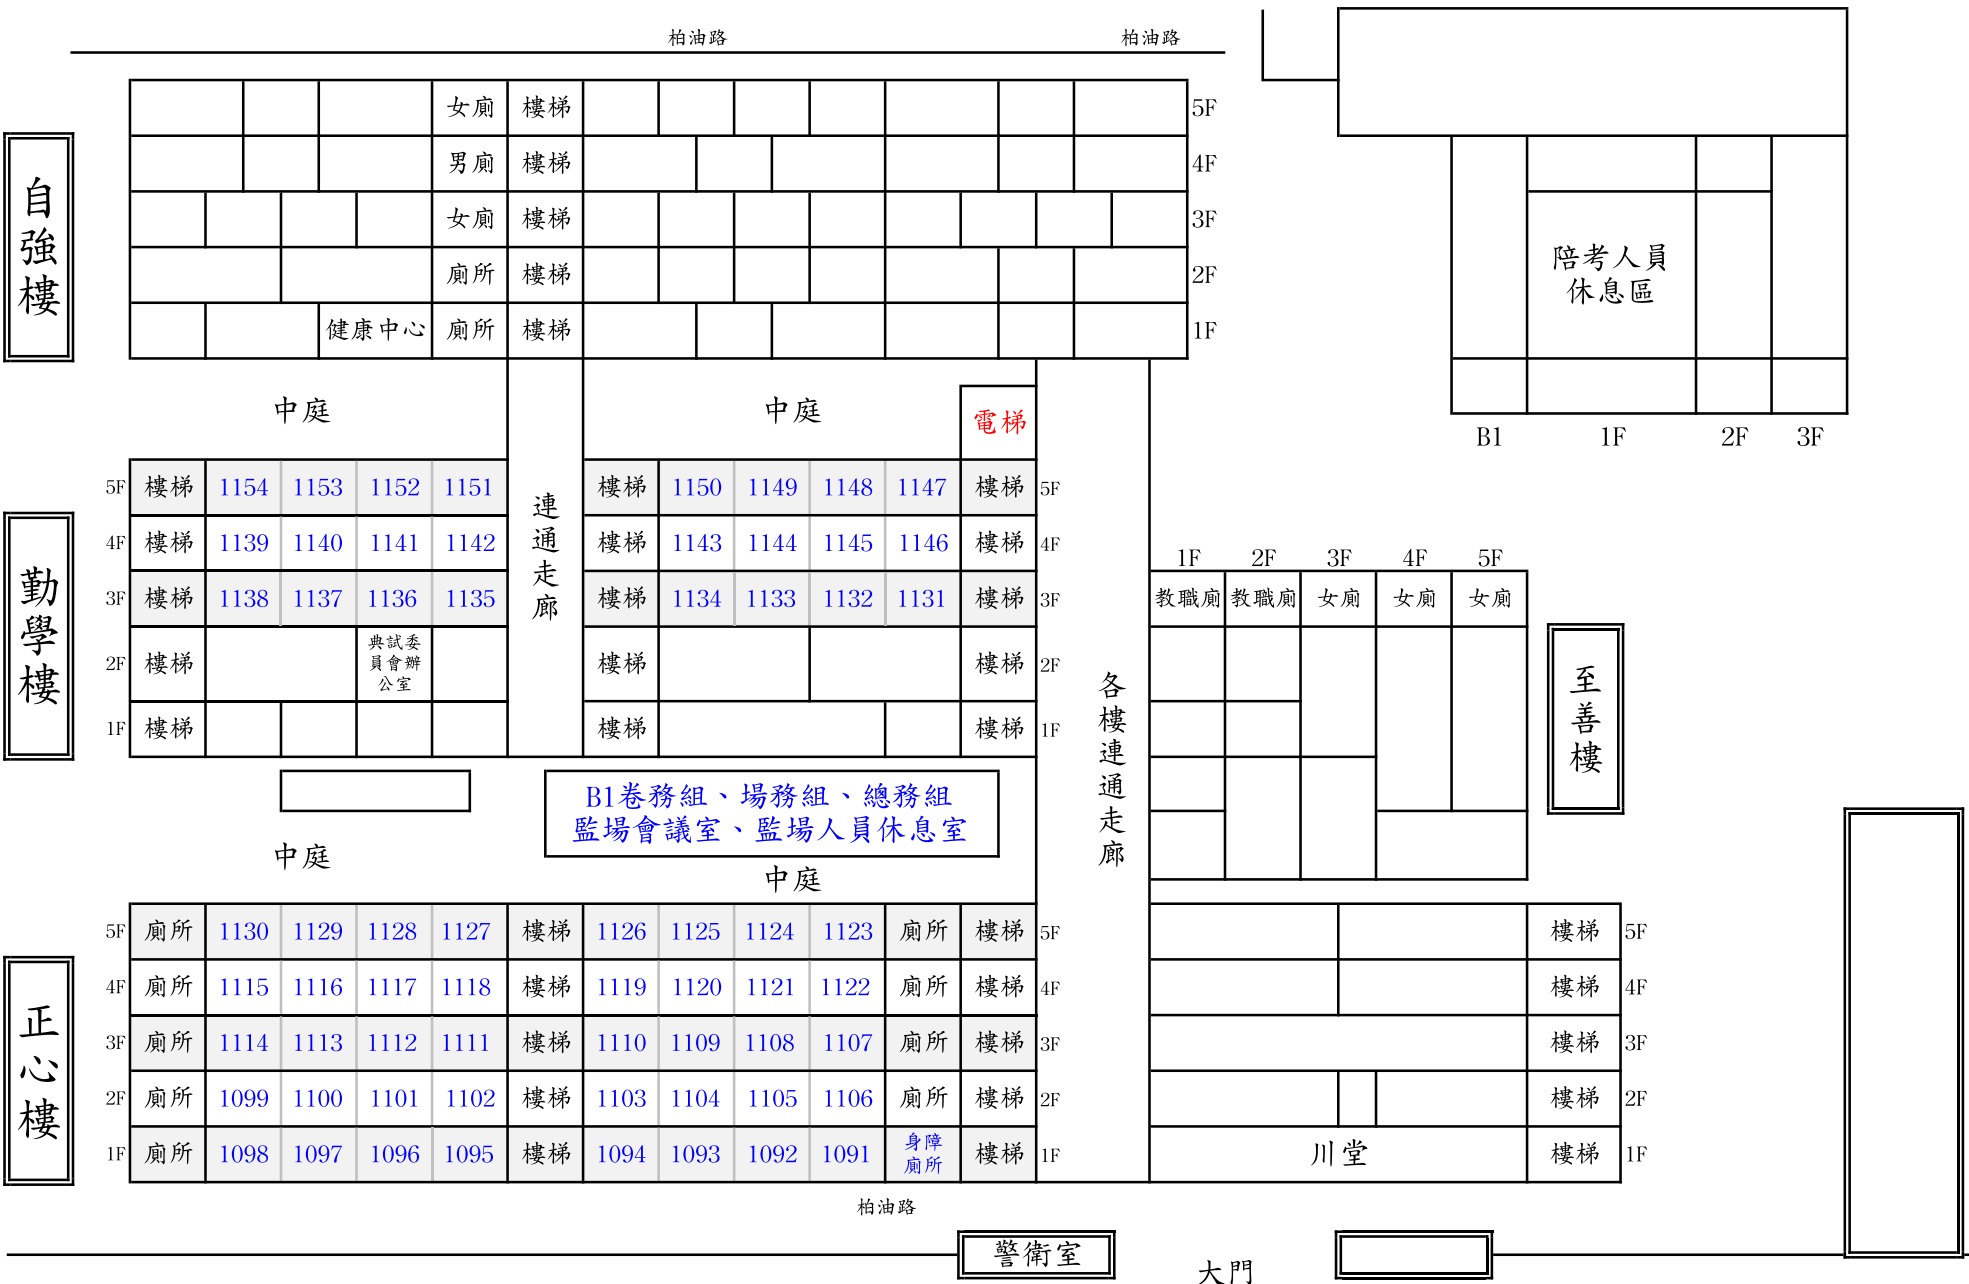 柏油路 柏油路
自強樓
女廁 樓梯 5F
男廁 樓梯 4F
女廁 樓梯 3F
廁所 樓梯 2F
健康中心 廁所 樓梯 1F
陪考人員
休息區
B1 1F 2F 3F
中庭 中庭 電梯
勤學樓
5F 樓梯 1154 1153 1152 1151 樓梯 1150 1149 1148 1147 樓梯 5F
4F 樓梯 1139 1140 1141 1142 樓梯 1143 1144 1145 1146 樓梯 4F
3F 樓梯 1138 1137 1136 1135 樓梯 1134 1133 1132 1131 樓梯 3F
2F 樓梯 典試委
員會辦
公室 樓梯 樓梯 2F
1F 樓梯 樓梯 樓梯 1F
連通走廊
各樓連通走廊
1F 2F 3F 4F 5F
教職廁 教職廁 女廁 女廁 女廁
至善樓
B1卷務組、場務組、總務組
監場會議室、監場人員休息室
中庭 中庭
正心樓
5F 廁所 1130 1129 1128 1127 樓梯 1126 1125 1124 1123 廁所 樓梯 5F 樓梯 5F
4F 廁所 1115 1116 1117 1118 樓梯 1119 1120 1121 1122 廁所 樓梯 4F 樓梯 4F
3F 廁所 1114 1113 1112 1111 樓梯 1110 1109 1108 1107 廁所 樓梯 3F 樓梯 3F
2F 廁所 1099 1100 1101 1102 樓梯 1103 1104 1105 1106 廁所 樓梯 2F 樓梯 2F
1F 廁所 1098 1097 1096 1095 樓梯 1094 1093 1092 1091 身障
廁所 樓梯 1F 川堂 樓梯 1F
柏油路
警衛室
大門